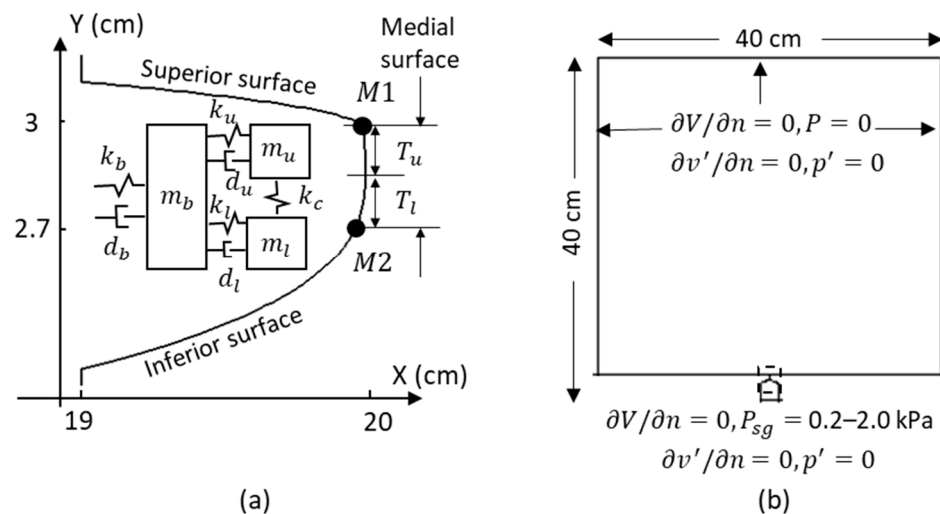 Y (cm)
Medial
surface
Superior surface
M1
3
k_u
m_u
T_u
k_b
d_u
m_b
k_c
k_l
T_l
2.7
d_b
m_l
d_l
M2
Inferior surface
X (cm)
19
20
(a)
40 cm
∂V/∂n = 0, P = 0
∂v′/∂n = 0, p′ = 0
40 cm
∂V/∂n = 0, P_sg = 0.2–2.0 kPa
∂v′/∂n = 0, p′ = 0
(b)